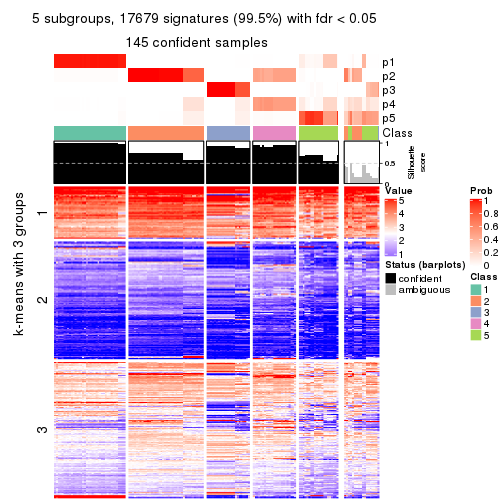 5 subgroups, 17679 signatures (99.5%) with fdr < 0.05
145 confident samples
p1
p2
p3
p4
p5
Class
1
0.5
0
Silhouette
score
k-means with 3 groups
1
2
3
Value
5
4
3
2
1
Status (barplots)
confident
ambiguous
Prob
1
0.8
0.6
0.4
0.2
0
Class
1
2
3
4
5